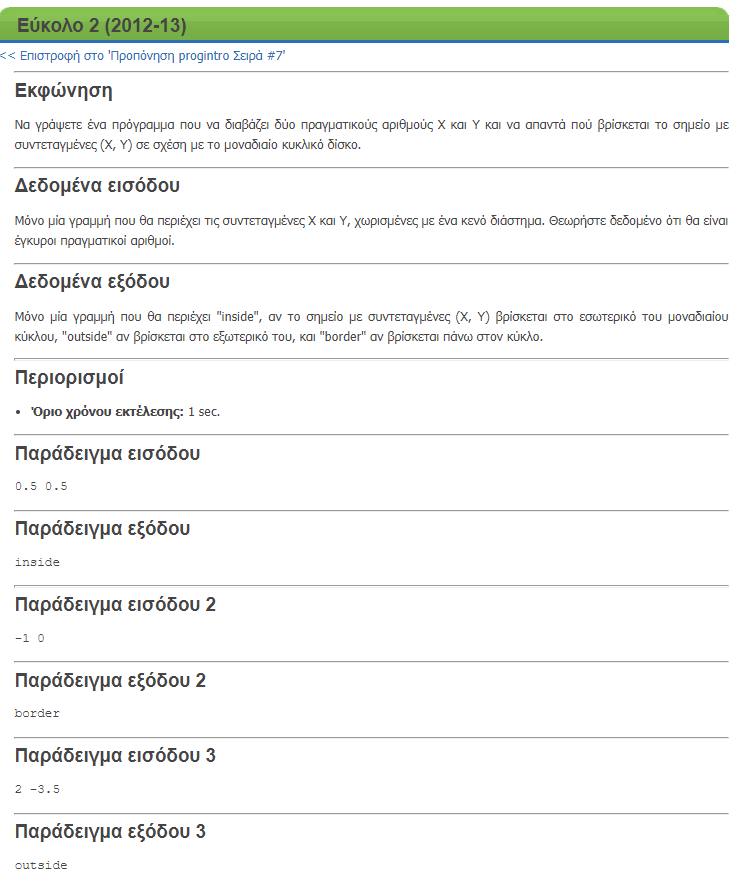 Εύκολο 2 (2012-13)
<< Επιστροφή στο 'Προπόνηση progintro Σειρά #7'
Εκφώνηση
Να γράψετε ένα πρόγραμμα που να διαβάζει δύο πραγματικούς αριθμούς X και Y και να απαντά πού βρίσκεται το σημείο με
συντεταγμένες (X, Y) σε σχέση με το μοναδιαίο κυκλικό δίσκο.
Δεδομένα εισόδου
Μόνο μία γραμμή που θα περιέχει τις συντεταγμένες X και Y, χωρισμένες με ένα κενό διάστημα. Θεωρήστε δεδομένο ότι θα είναι
έγκυροι πραγματικοί αριθμοί.
Δεδομένα εξόδου
Μόνο μία γραμμή που θα περιέχει "inside", αν το σημείο με συντεταγμένες (X, Y) βρίσκεται στο εσωτερικό του μοναδιαίου
κύκλου, "outside" αν βρίσκεται στο εξωτερικό του, και "border" αν βρίσκεται πάνω στον κύκλο.
Περιορισμοί
• Όριο χρόνου εκτέλεσης: 1 sec.
Παράδειγμα εισόδου
0.5 0.5
Παράδειγμα εξόδου
inside
Παράδειγμα εισόδου 2
-1 0
Παράδειγμα εξόδου 2
border
Παράδειγμα εισόδου 3
2 -3.5
Παράδειγμα εξόδου 3
outside